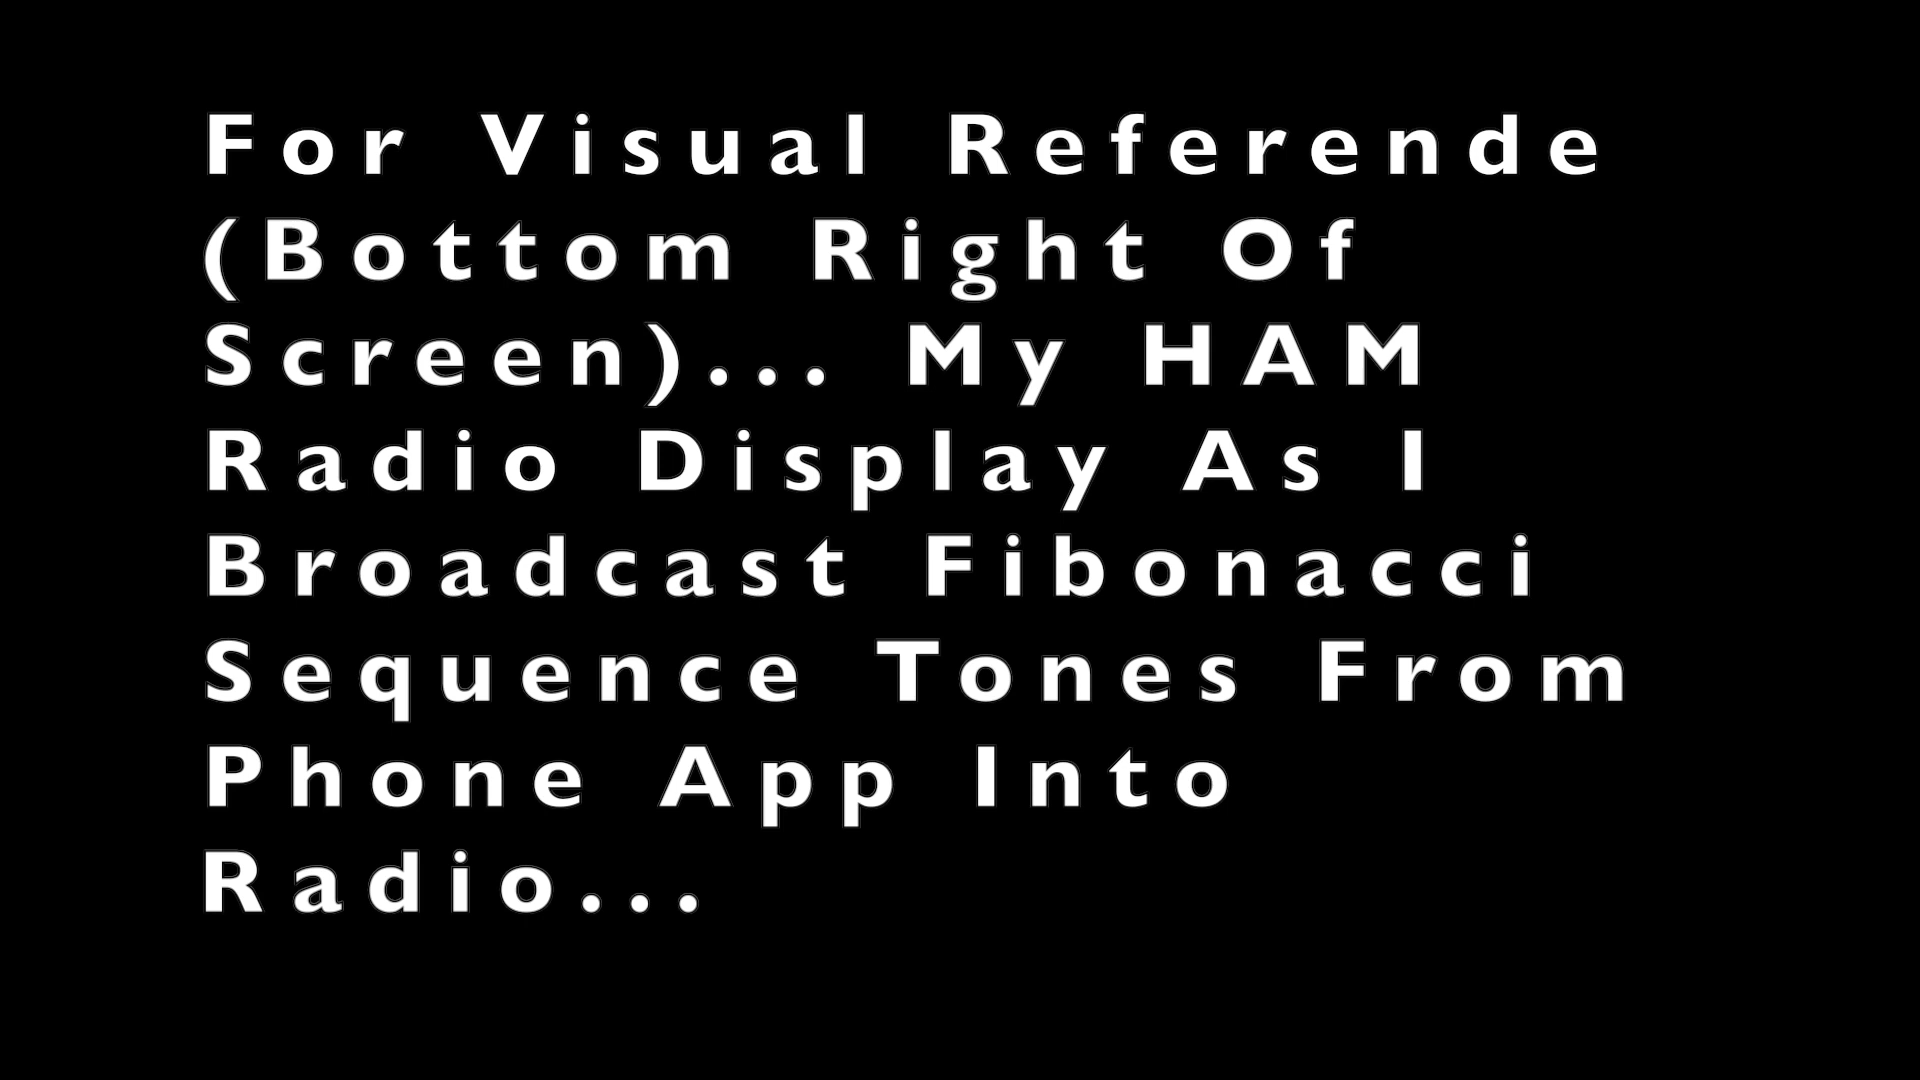 For Visual Referende
(Bottom Right Of
Screen)... My HAM
Radio Display As I
Broadcast Fibonacci
Sequence Tones From
Phone App Into
Radio...